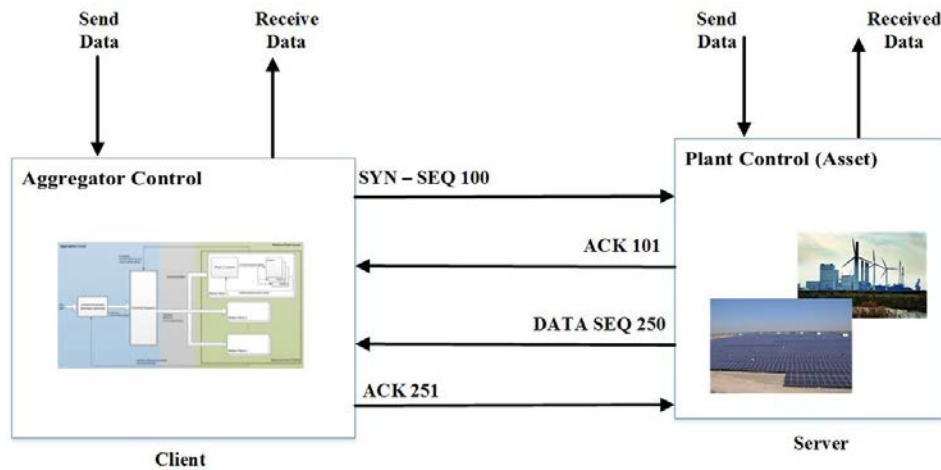 Send
Data
Receive
Data
Send
Data
Received
Data
Aggregator Control
Plant Control (Asset)
SYN – SEQ 100
ACK 101
DATA SEQ 250
ACK 251
Client
Server